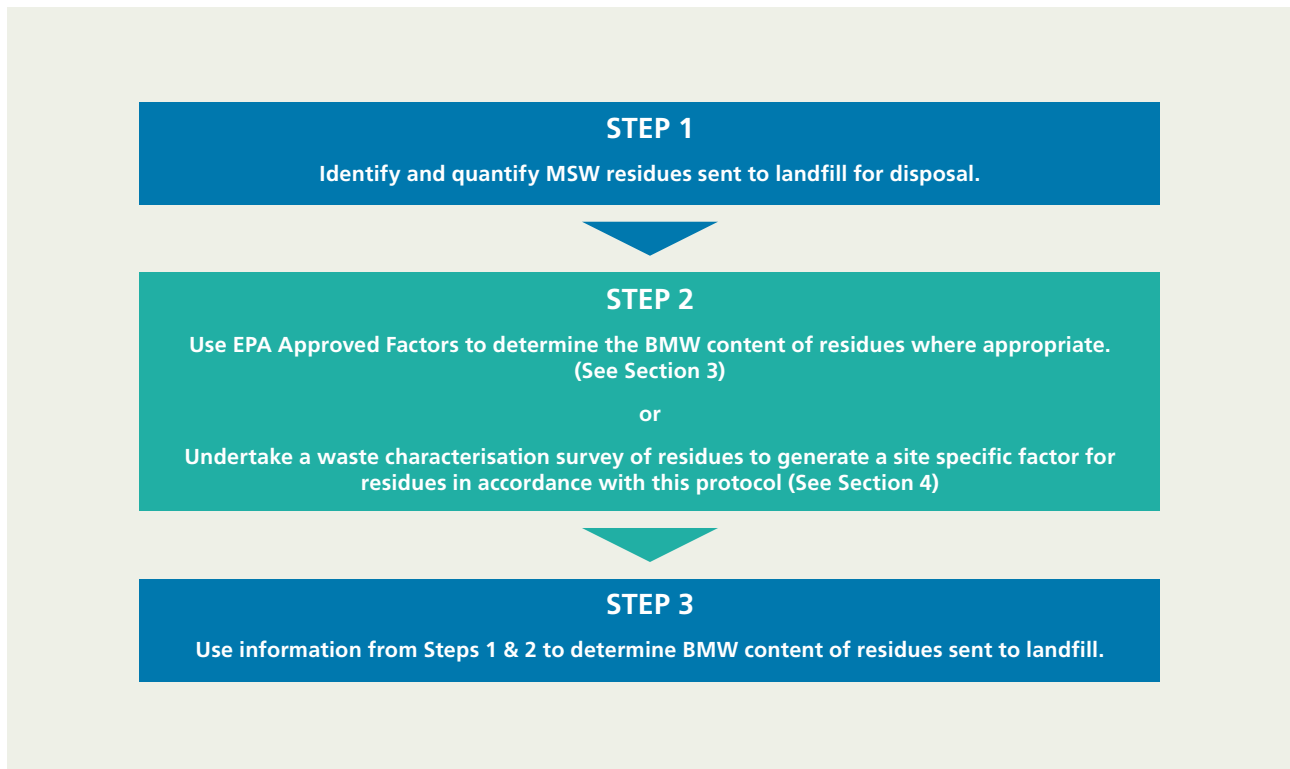 STEP 1
Identify and quantify MSW residues sent to landfill for disposal.
STEP 2
Use EPA Approved Factors to determine the BMW content of residues where appropriate.
(See Section 3)
or
Undertake a waste characterisation survey of residues to generate a site specific factor for
residues in accordance with this protocol (See Section 4)
STEP 3
Use information from Steps 1 & 2 to determine BMW content of residues sent to landfill.